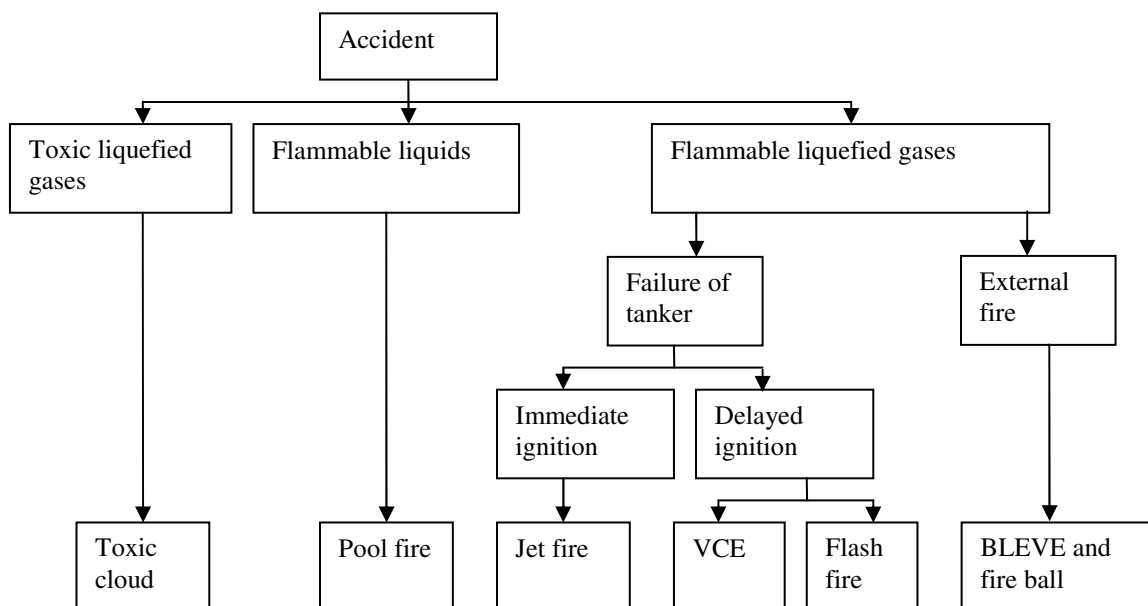 Accident
Toxic liquefied
gases
Flammable liquids
Flammable liquefied gases
Failure of
tanker
External
fire
Immediate
ignition
Delayed
ignition
Toxic
cloud
Pool fire
Jet fire
VCE
Flash
fire
BLEVE and
fire ball